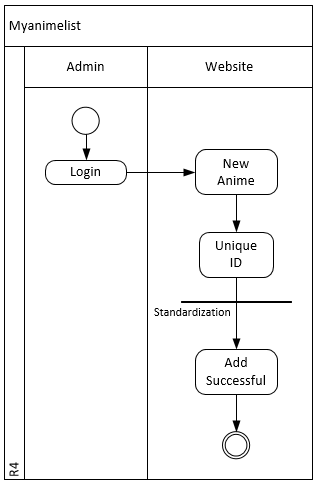 Myanimelist
Admin
Website
Login
New
Anime
Unique
ID
Standardization
Add
Successful
R4